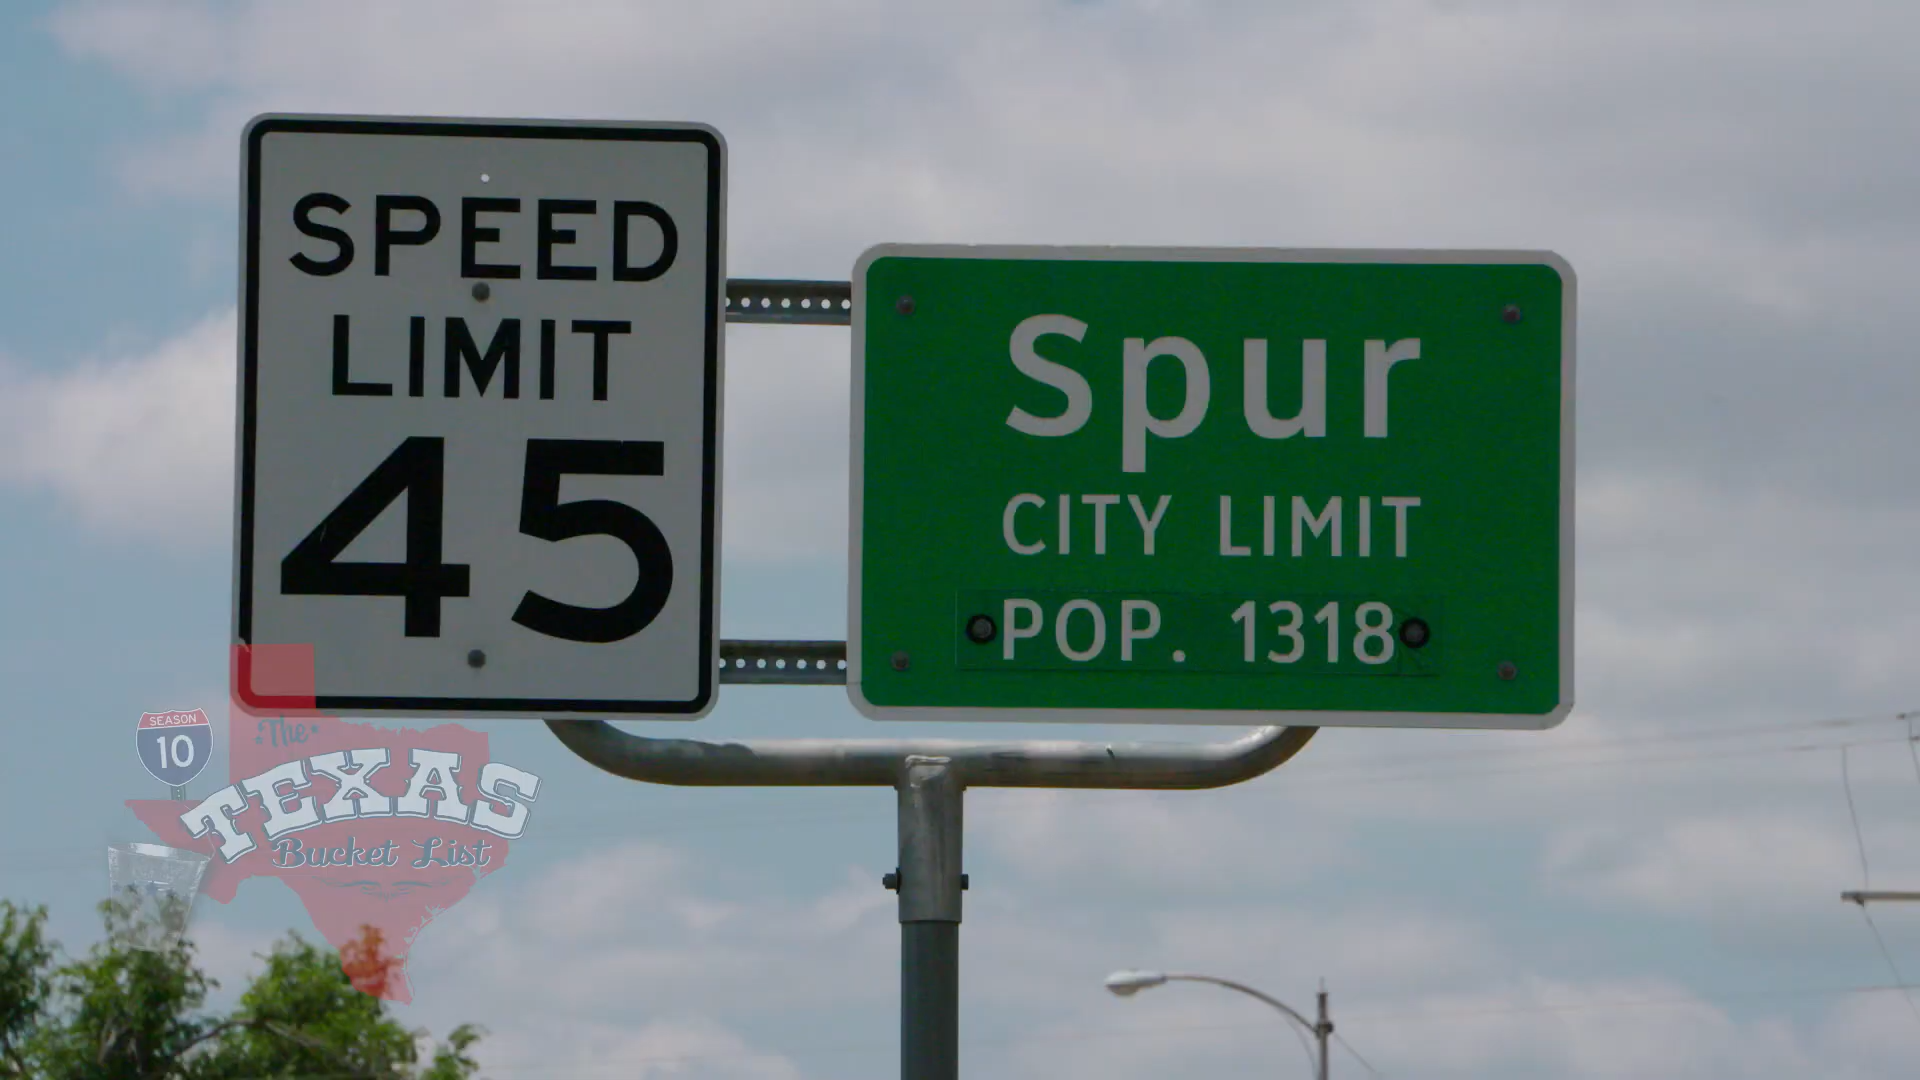 SPEED
LIMIT
45
Spur
CITY LIMIT
POP. 1318
SEASON
10
The
TEXAS
Bucket List